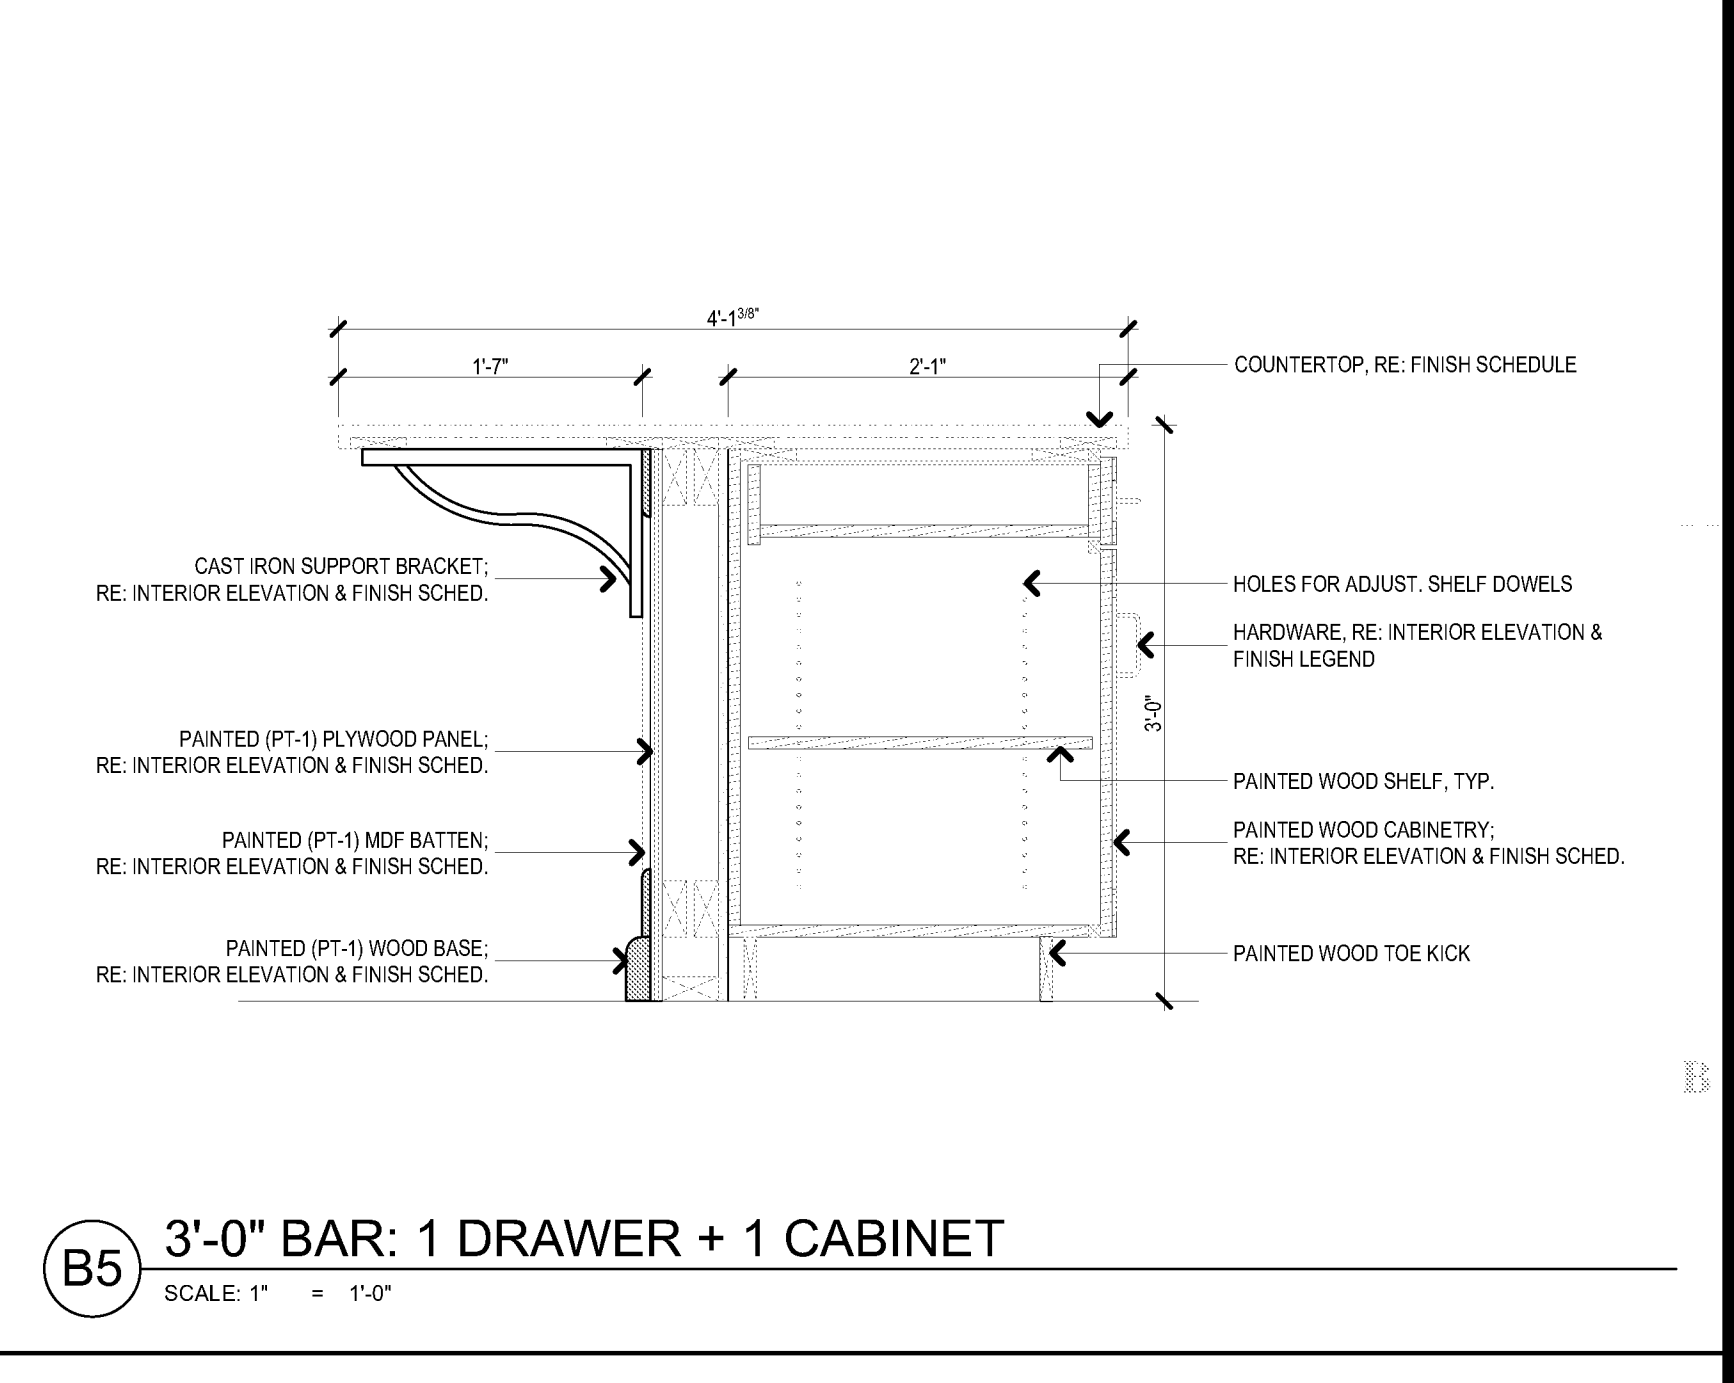 4'-1 3/8"
1'-7"
2'-1"
COUNTERTOP, RE: FINISH SCHEDULE
CAST IRON SUPPORT BRACKET;
RE: INTERIOR ELEVATION & FINISH SCHED.
HOLES FOR ADJUST. SHELF DOWELS
HARDWARE, RE: INTERIOR ELEVATION &
FINISH LEGEND
3'-0"
PAINTED (PT-1) PLYWOOD PANEL;
RE: INTERIOR ELEVATION & FINISH SCHED.
PAINTED WOOD SHELF, TYP.
PAINTED (PT-1) MDF BATTEN;
RE: INTERIOR ELEVATION & FINISH SCHED.
PAINTED WOOD CABINETRY;
RE: INTERIOR ELEVATION & FINISH SCHED.
PAINTED (PT-1) WOOD BASE;
RE: INTERIOR ELEVATION & FINISH SCHED.
PAINTED WOOD TOE KICK
B
B5
3'-0" BAR: 1 DRAWER + 1 CABINET
SCALE: 1" = 1'-0"